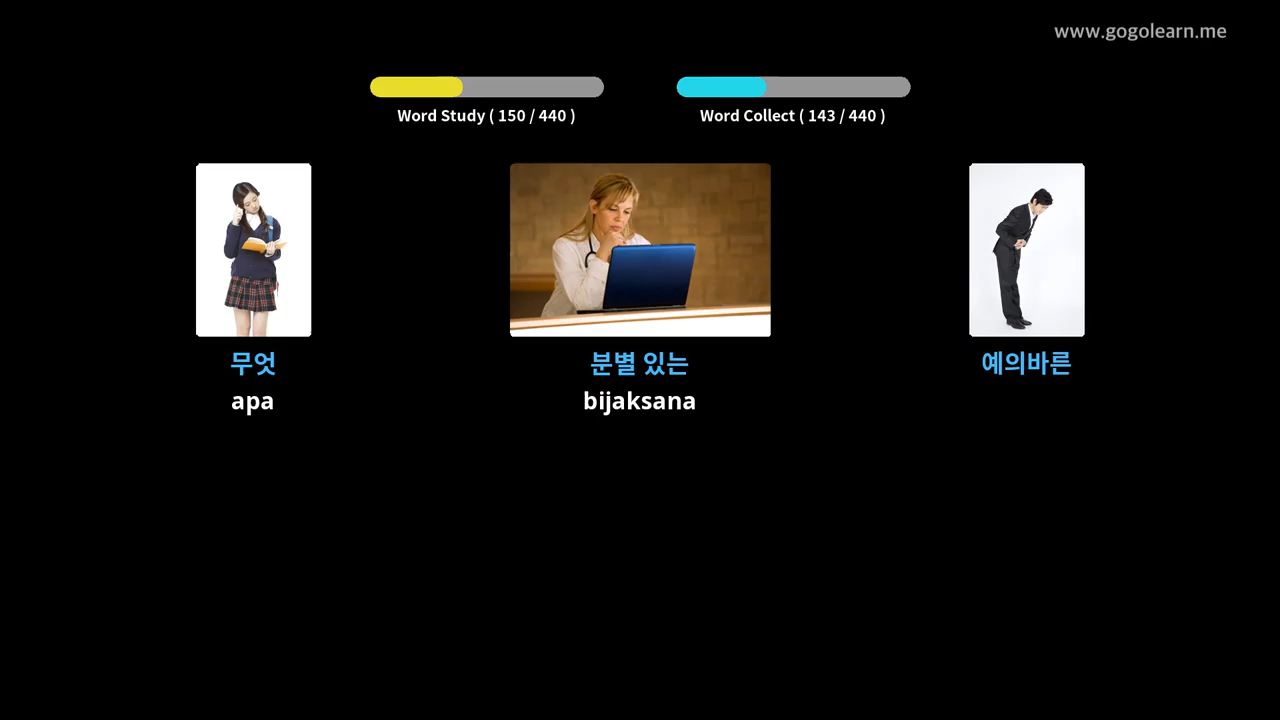 www.gogolearn.me
Word Study ( 150 / 440 )
Word Collect ( 143 / 440 )
무엇
apa
분별 있는
bijaksana
예의바른